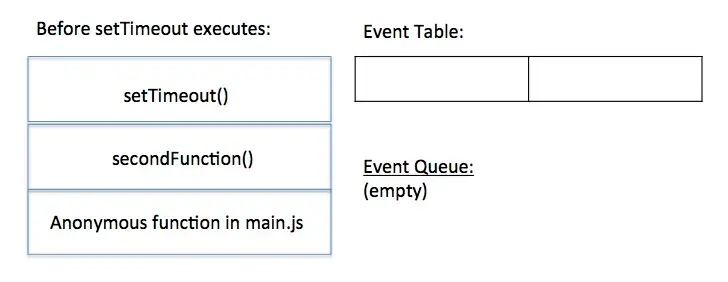 Before setTimeout executes:
Event Table:
setTimeout()
secondFunction()
Event Queue:
(empty)
Anonymous function in main.js